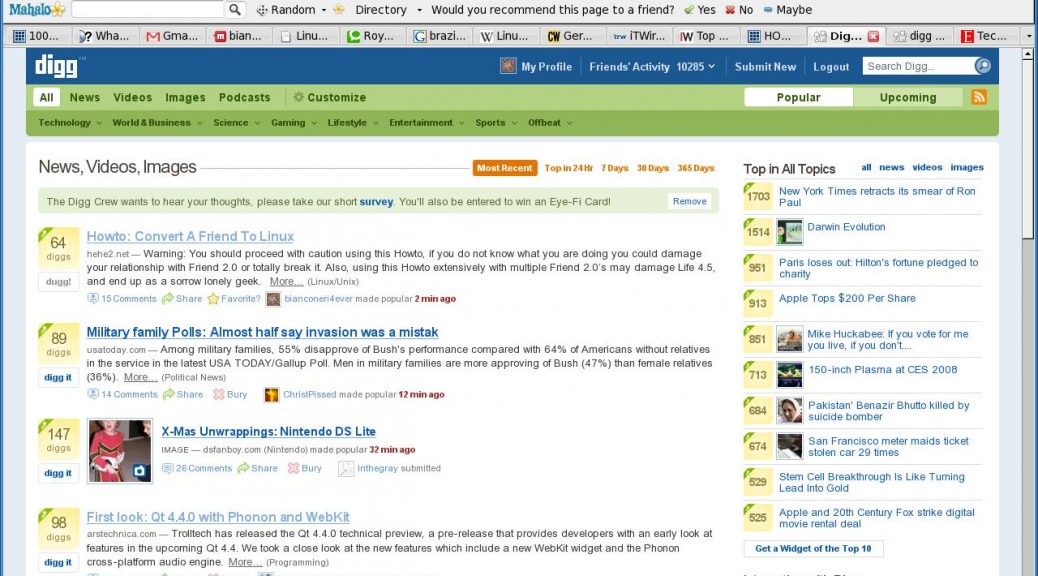 Mahalo Random Directory Would you recommend this page to a friend? Yes No Maybe
100... Wha... Gma... bian... Linu... Roy... brazi... Linu... Ger... iTWir... Top ... HO... Dig... digg ... Tec...
digg My Profile Friends' Activity 10285 Submit New Logout Search Digg...
All News Videos Images Podcasts Customize Popular Upcoming
Technology World & Business Science Gaming Lifestyle Entertainment Sports Offbeat
News, Videos, Images Most Recent Top in 24 Hr 7 Days 30 Days 365 Days
The Digg Crew wants to hear your thoughts, please take our short survey. You'll also be entered to win an Eye-Fi Card! Remove
64 diggs
dugg!
Howto: Convert A Friend To Linux
hehe2.net — Warning: You should proceed with caution using this Howto, if you do not know what you are doing you could damage
your relationship with Friend 2.0 or totally break it. Also, using this Howto extensively with multiple Friend 2.0's may damage Life 4.5,
and end up as a sorrow lonely geek. More... (Linux/Unix)
15 Comments Share Favorite? bianconeri4ever made popular 2 min ago
89 diggs
digg it
Military family Polls: Almost half say invasion was a mistak
usatoday.com — Among military families, 55% disapprove of Bush's performance compared with 64% of Americans without relatives
in the service in the latest USA TODAY/Gallup Poll. Men in military families are more approving of Bush (47%) than female relatives
(36%). More... (Political News)
14 Comments Share Bury ChristPissed made popular 12 min ago
147 diggs
digg it
X-Mas Unwrappings: Nintendo DS Lite
IMAGE — dsfanboy.com (Nintendo) made popular 32 min ago
26 Comments Share Bury inthegray submitted
98 diggs
digg it
First look: Qt 4.4.0 with Phonon and WebKit
arstechnica.com — Trolltech has released the Qt 4.4.0 technical preview, a pre-release that provides developers with an early look at
features in the upcoming Qt 4.4. We took a close look at the new features which include a new WebKit widget and the Phonon
cross-platform audio engine. More... (Programming)
Top in All Topics all news videos images
1703 New York Times retracts its smear of Ron
Paul
1514 Darwin Evolution
951 Paris loses out: Hilton's fortune pledged to
charity
913 Apple Tops $200 Per Share
851 Mike Huckabee: If you vote for me
you live, if you don't....
713 150-inch Plasma at CES 2008
684 Pakistan' Benazir Bhutto killed by
suicide bomber
674 San Francisco meter maids ticket
stolen car 29 times
529 Stem Cell Breakthrough Is Like Turning
Lead Into Gold
525 Apple and 20th Century Fox strike digital
movie rental deal
Get a Widget of the Top 10